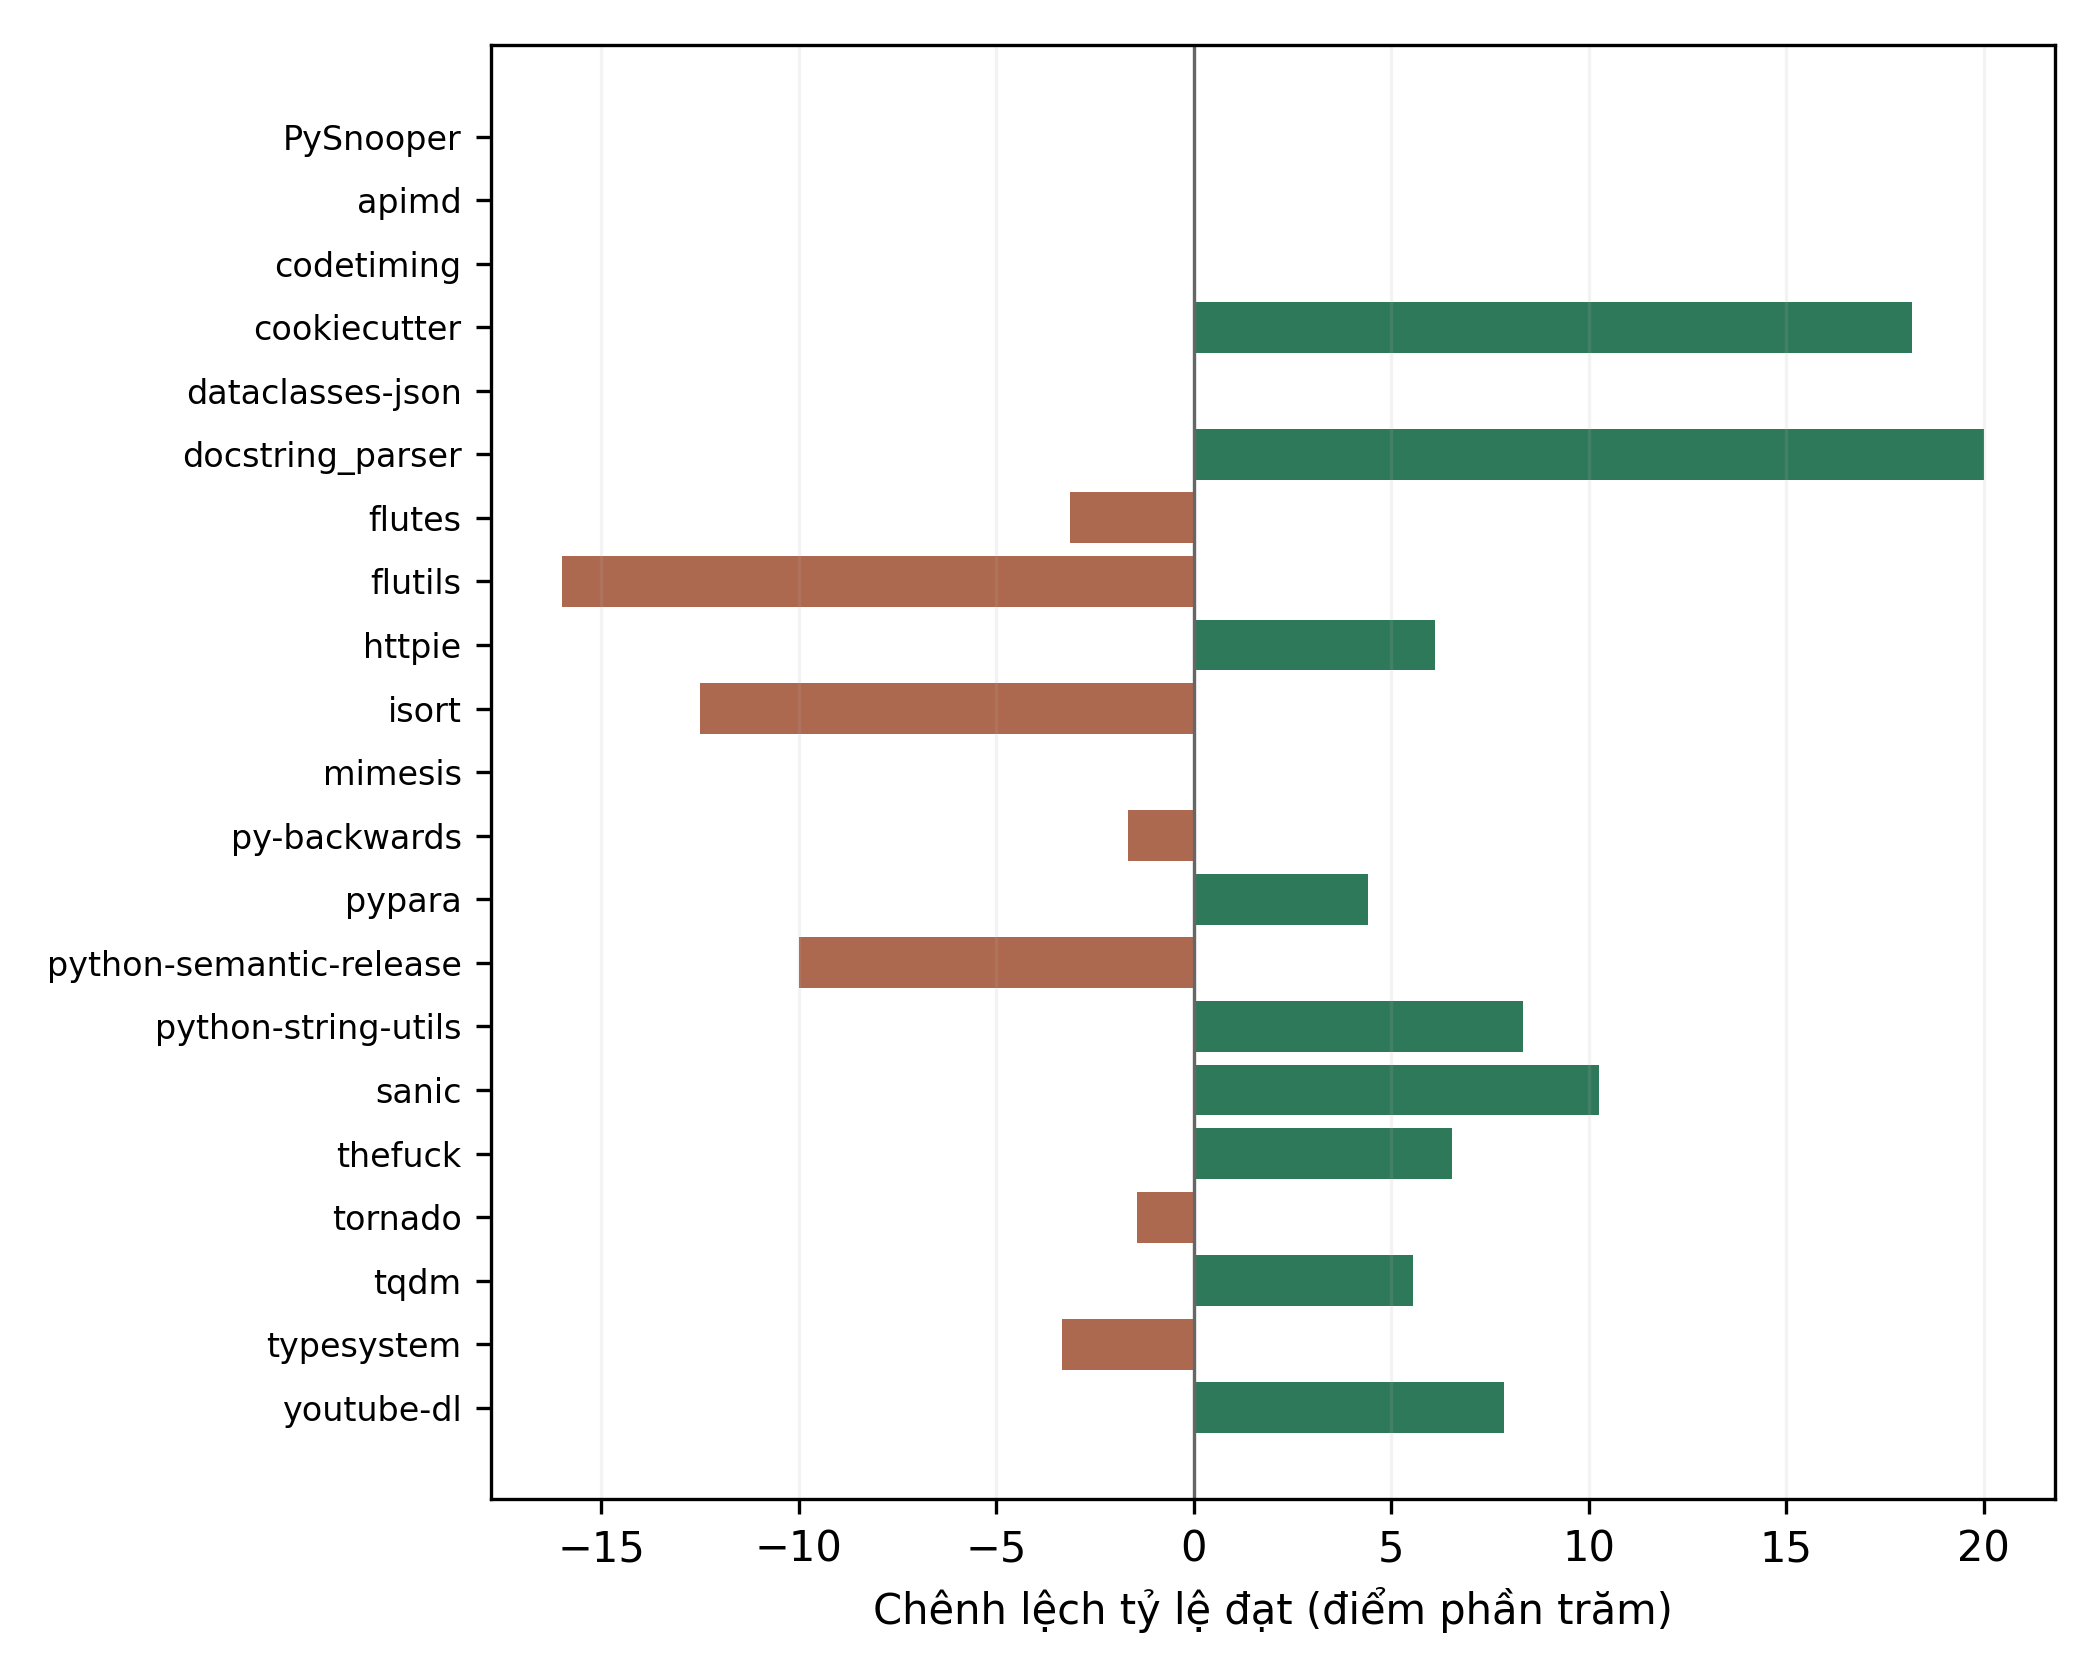 PySnooper
apimd
codetiming
cookiecutter
dataclasses-json
docstring_parser
flutes
flutils
httpie
isort
mimesis
py-backwards
pypara
python-semantic-release
python-string-utils
sanic
thefuck
tornado
tqdm
typesystem
youtube-dl
−15 −10 −5 0 5 10 15 20
Chênh lệch tỷ lệ đạt (điểm phần trăm)